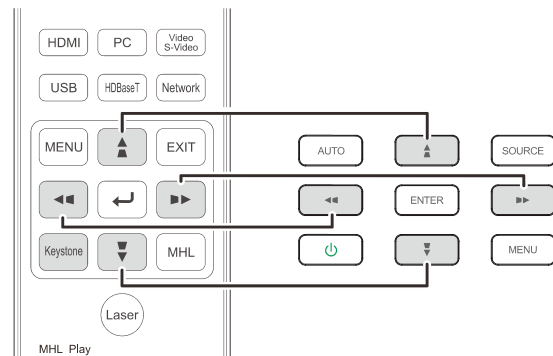 HDMI
PC
Video
S-Video
USB
HDBaseT
Network
MENU
EXIT
Keystone
MHL
Laser
MHL Play
AUTO
SOURCE
ENTER
MENU